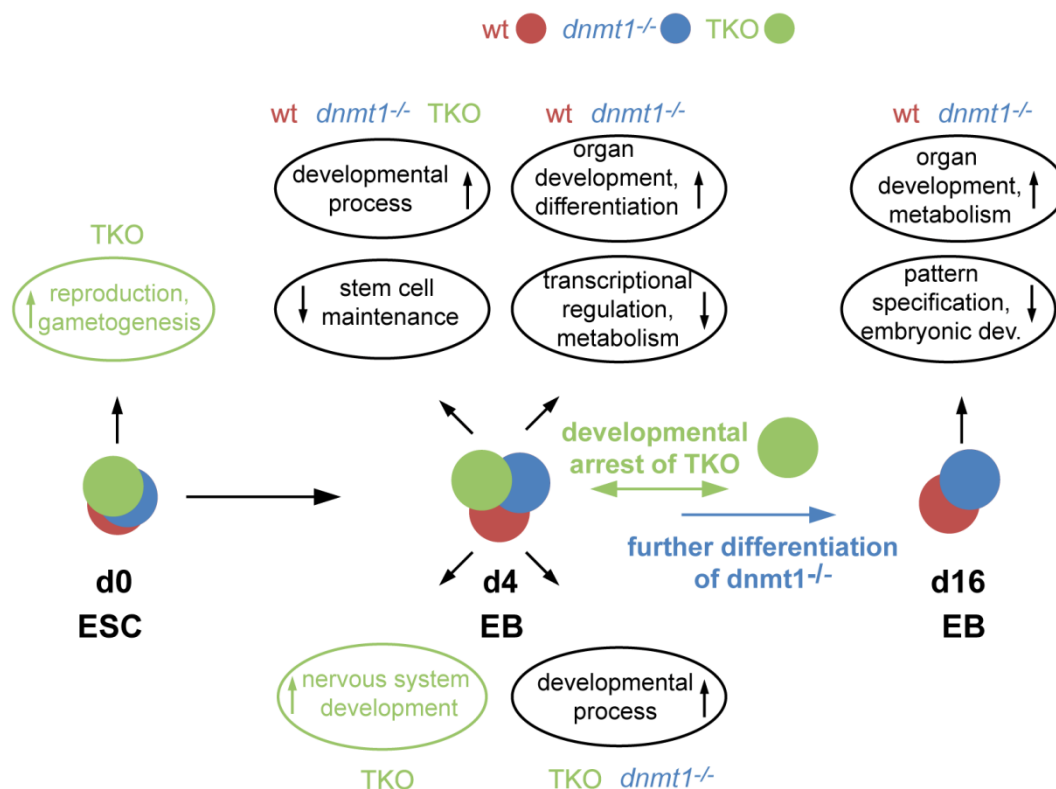 wt dnmt1-/- TKO
wt dnmt1-/- TKO
developmental
process ↑
↓ stem cell
maintenance
wt dnmt1-/-
organ
development,
differentiation ↑
transcriptional
regulation,
metabolism ↓
wt dnmt1-/-
organ
development,
metabolism ↑
pattern
specification,
embryonic dev. ↓
TKO
↑ reproduction,
gametogenesis
developmental
arrest of TKO
further differentiation
of dnmt1-/-
d0
ESC
d4
EB
d16
EB
↑ nervous system
development
TKO
developmental
process ↑
TKO dnmt1-/-